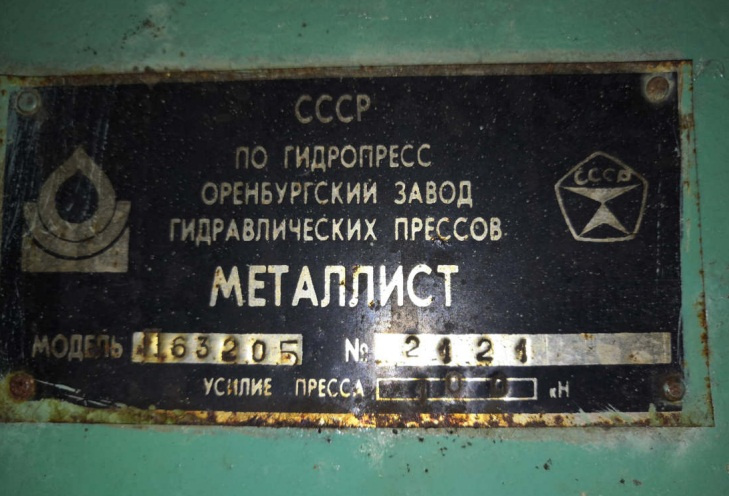 СССР
ПО ГИДРОПРЕСС
СССР
ОРЕНБУРГСКИЙ ЗАВОД
ГИДРАВЛИЧЕСКИХ ПРЕССОВ
МЕТАЛЛИСТ
МОДЕЛЬ № 2121
УСИЛИЕ ПРЕССА кН